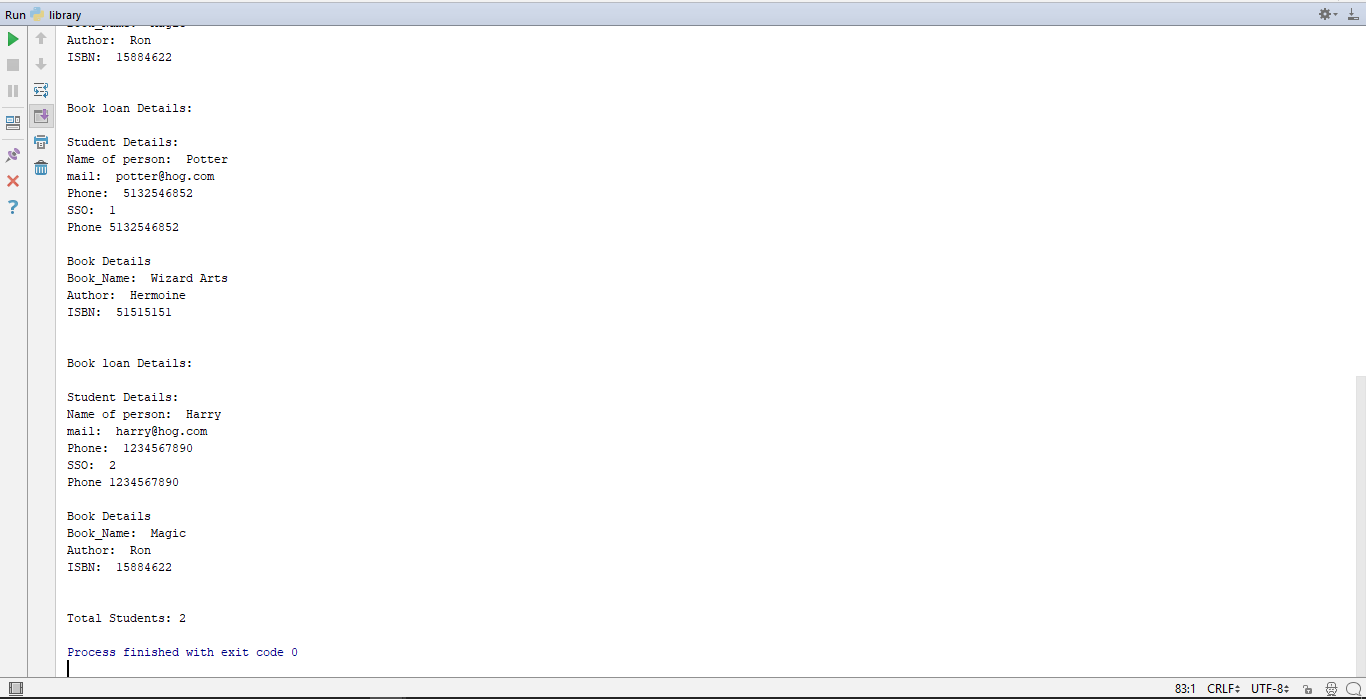 Run library
Author:  Ron
ISBN:  15884622
Book loan Details:
Student Details:
Name of person:  Potter
mail:  potter@hog.com
Phone:  5132546852
SSO:  1
Phone 5132546852
Book Details
Book_Name:  Wizard Arts
Author:  Hermoine
ISBN:  51515151
Book loan Details:
Student Details:
Name of person:  Harry
mail:  harry@hog.com
Phone:  1234567890
SSO:  2
Phone 1234567890
Book Details
Book_Name:  Magic
Author:  Ron
ISBN:  15884622
Total Students: 2
Process finished with exit code 0
83:1 CRLF UTF-8